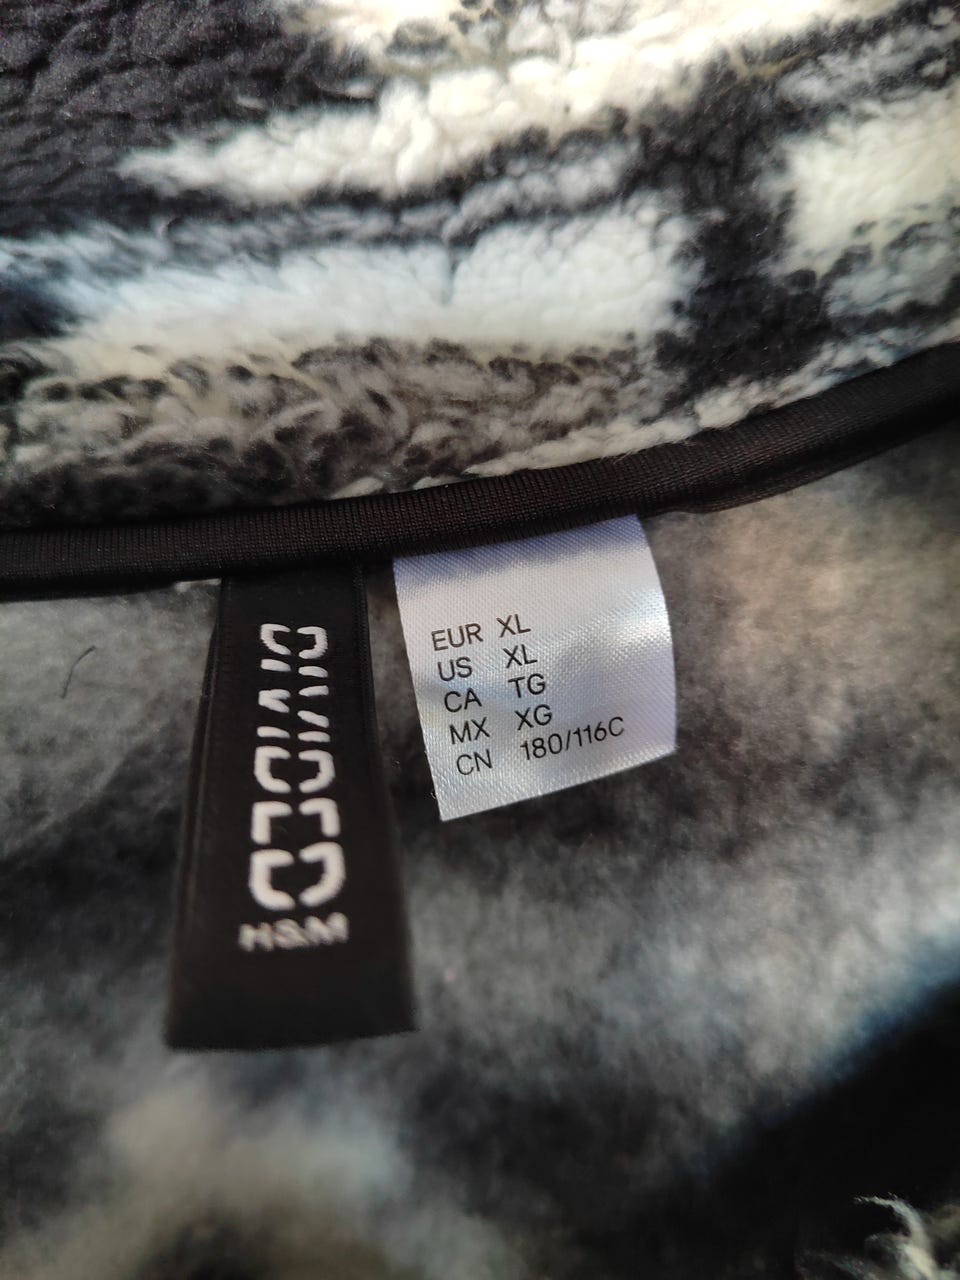 DIVIDED
H&M
EUR XL
US XL
CA TG
MX XG
CN 180/116C